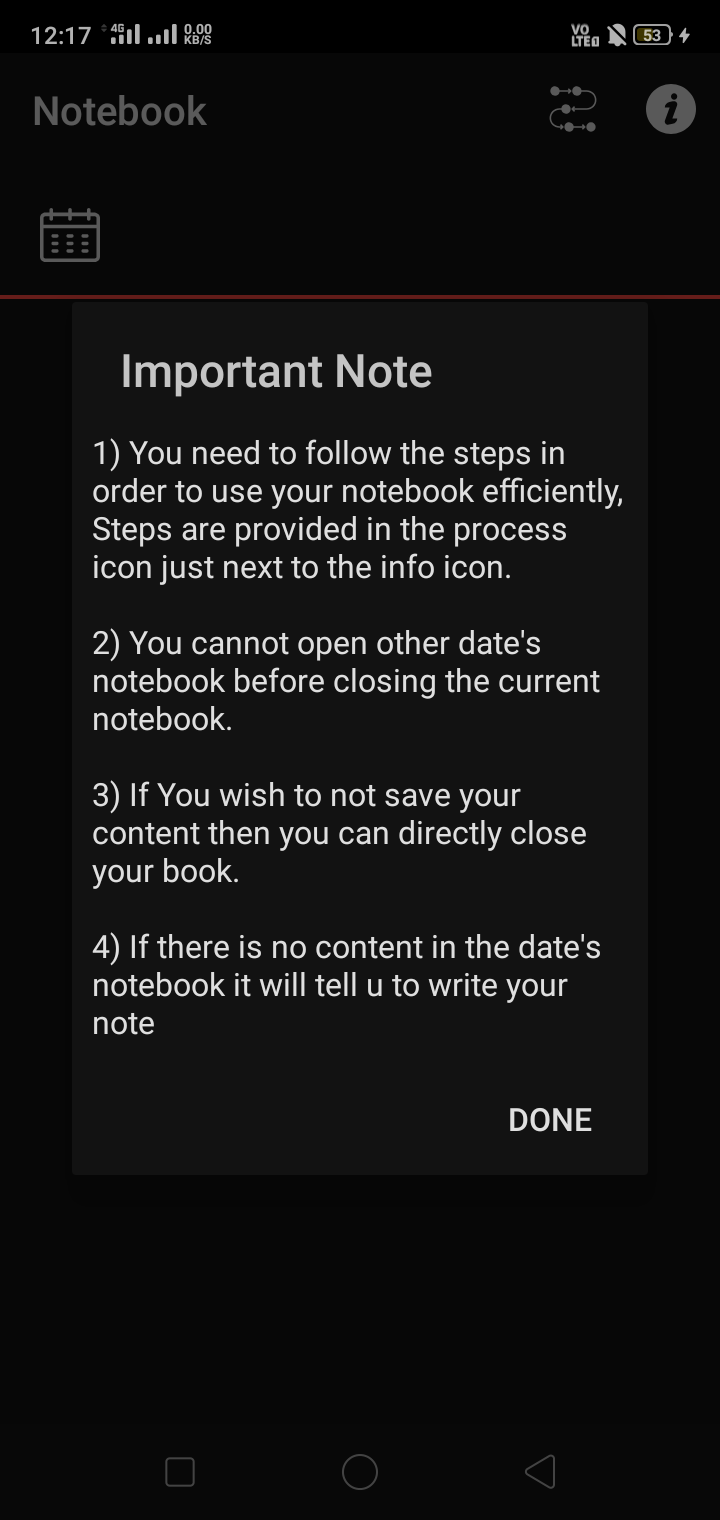 12:17 4G 0.00 KB/S VO LTE1 53
Notebook
Important Note
1) You need to follow the steps in
order to use your notebook efficiently,
Steps are provided in the process
icon just next to the info icon.
2) You cannot open other date's
notebook before closing the current
notebook.
3) If You wish to not save your
content then you can directly close
your book.
4) If there is no content in the date's
notebook it will tell u to write your
note
DONE